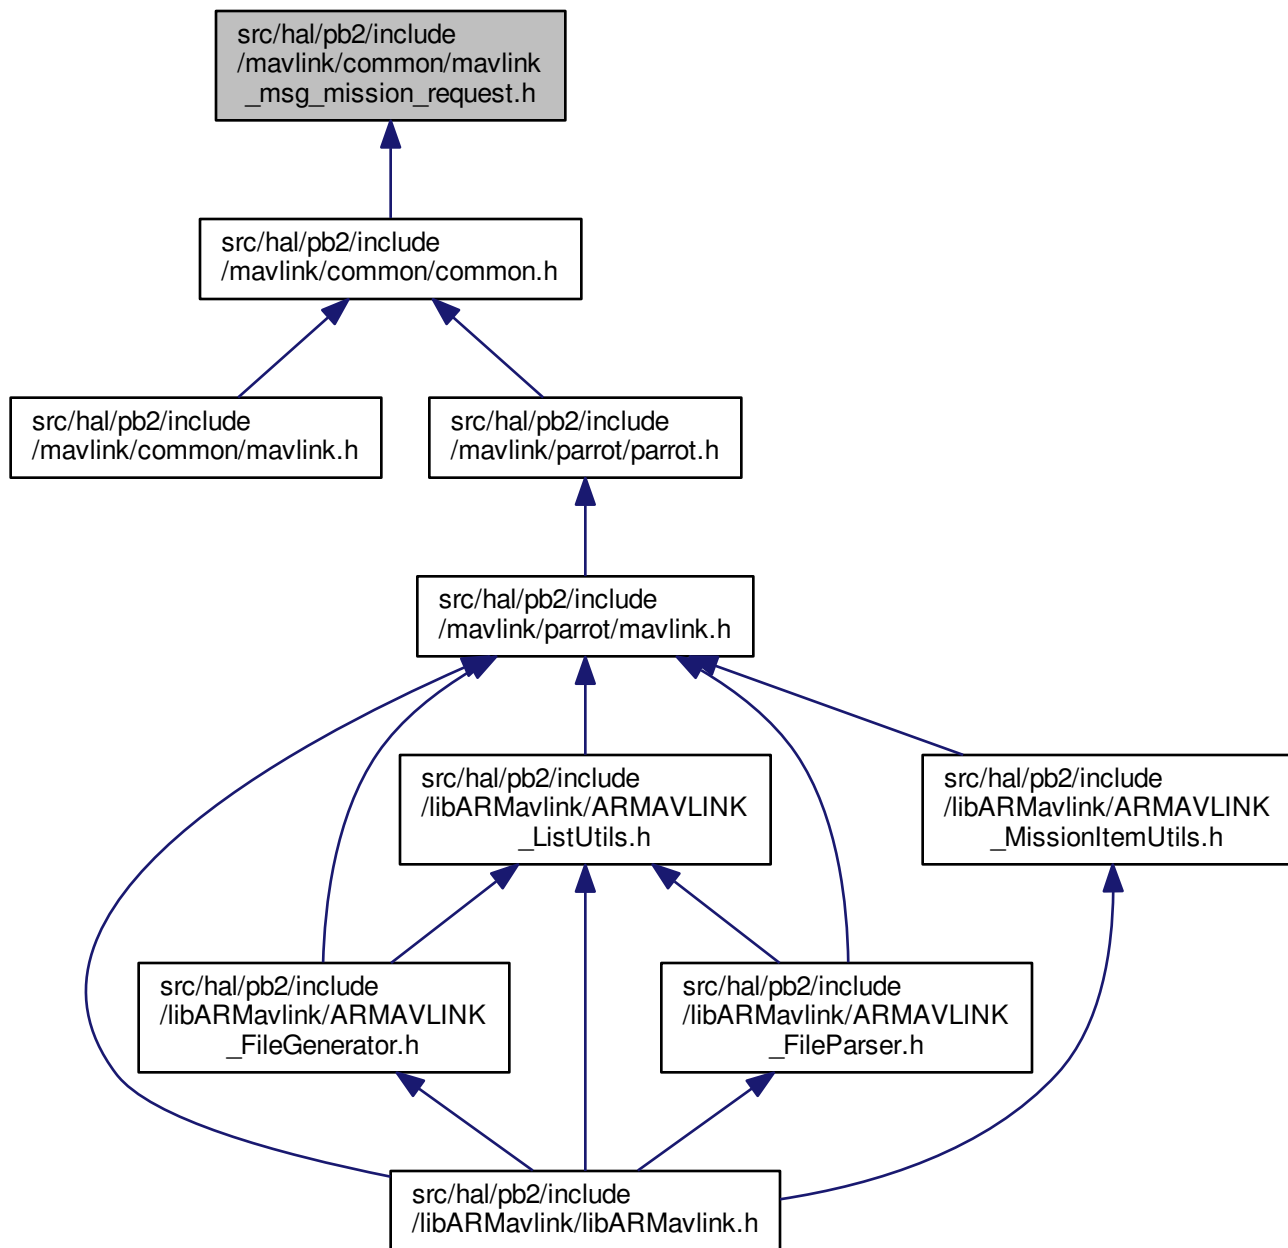 src/hal/pb2/include
/mavlink/common/mavlink
_msg_mission_request.h
src/hal/pb2/include
/mavlink/common/common.h
src/hal/pb2/include
/mavlink/common/mavlink.h
src/hal/pb2/include
/mavlink/parrot/parrot.h
src/hal/pb2/include
/mavlink/parrot/mavlink.h
src/hal/pb2/include
/libARMavlink/ARMAVLINK
_ListUtils.h
src/hal/pb2/include
/libARMavlink/ARMAVLINK
_MissionItemUtils.h
src/hal/pb2/include
/libARMavlink/ARMAVLINK
_FileGenerator.h
src/hal/pb2/include
/libARMavlink/ARMAVLINK
_FileParser.h
src/hal/pb2/include
/libARMavlink/libARMavlink.h